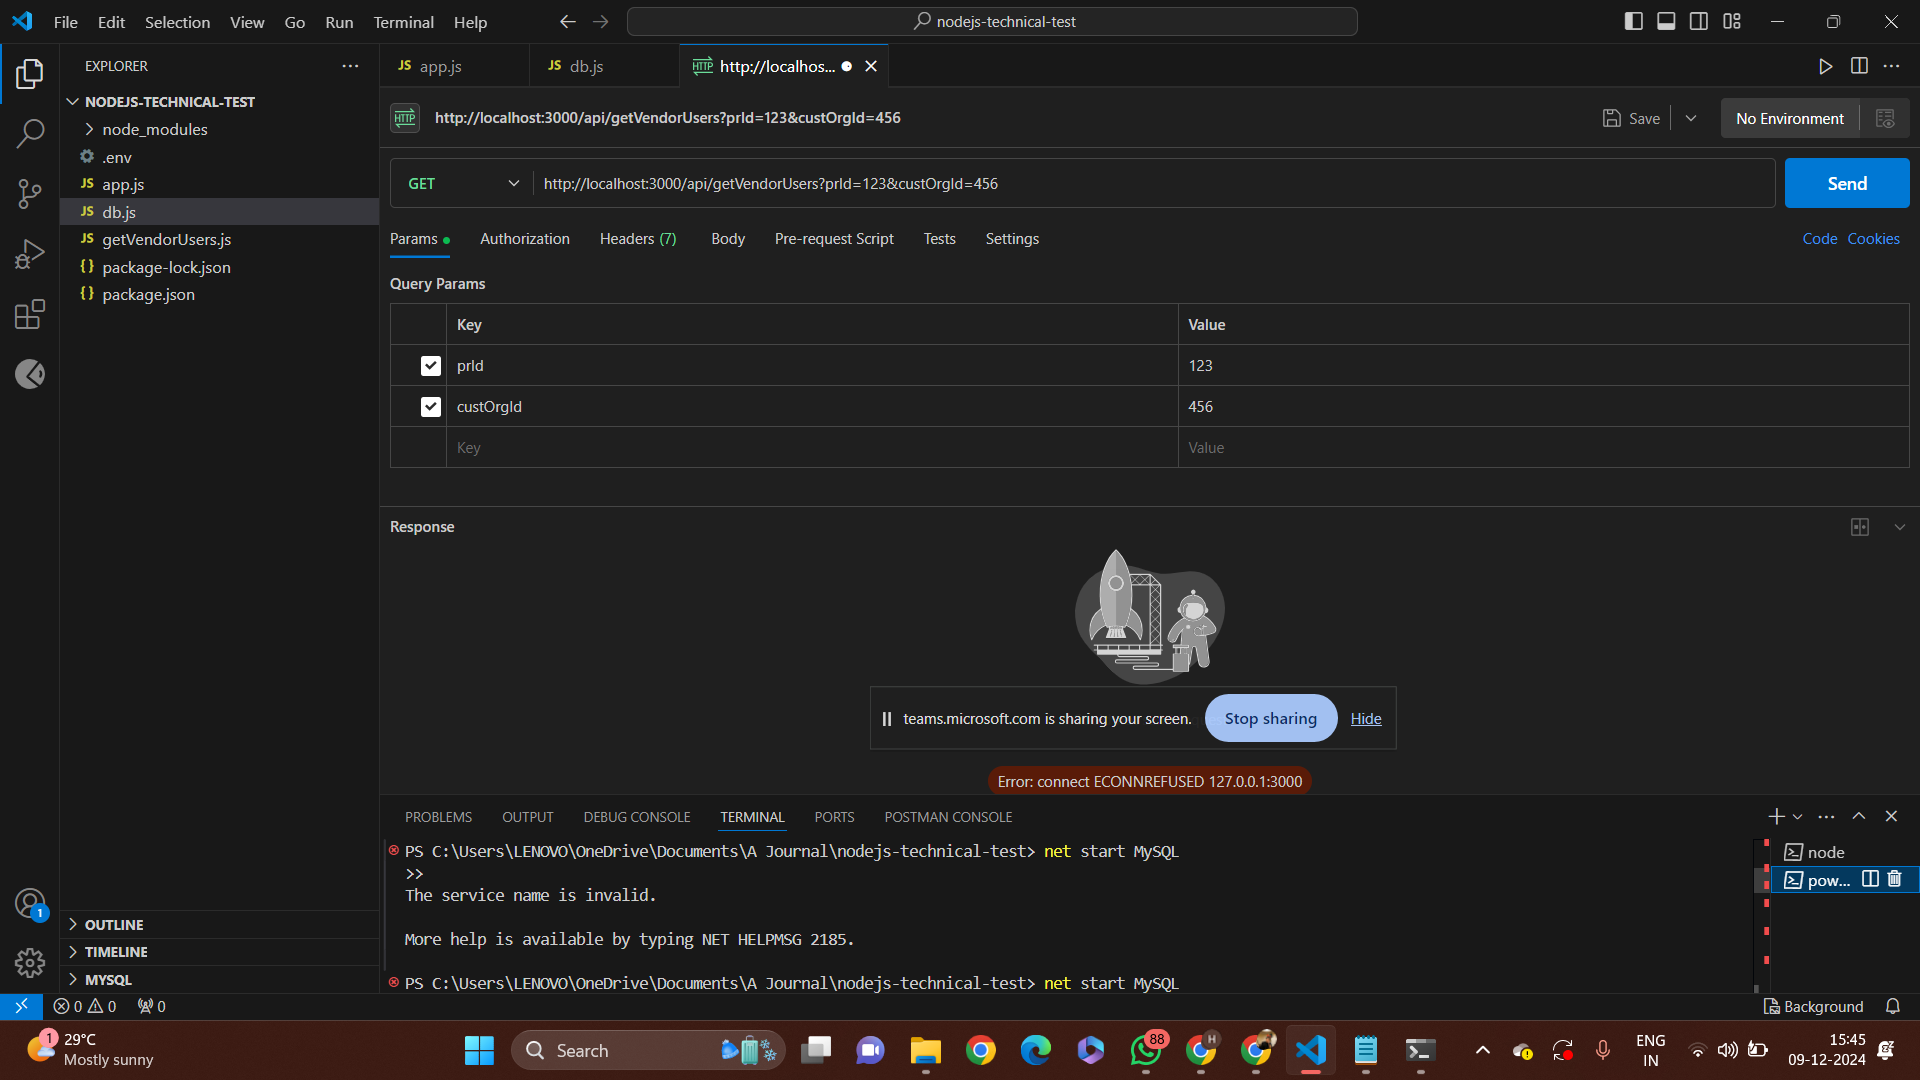 File Edit Selection View Go Run Terminal Help
nodejs-technical-test
EXPLORER
NODEJS-TECHNICAL-TEST
node_modules
.env
JS app.js
JS db.js
JS getVendorUsers.js
{} package-lock.json
{} package.json
OUTLINE
TIMELINE
MYSQL
JS app.js
JS db.js
HTTP http://localhos...
HTTP http://localhost:3000/api/getVendorUsers?prId=123&custOrgId=456
Save
No Environment
GET http://localhost:3000/api/getVendorUsers?prId=123&custOrgId=456
Send
Params Authorization Headers (7) Body Pre-request Script Tests Settings
Code Cookies
Query Params
Key Value
prId 123
custOrgId 456
Key Value
Response
teams.microsoft.com is sharing your screen. Stop sharing Hide
Error: connect ECONNREFUSED 127.0.0.1:3000
PROBLEMS OUTPUT DEBUG CONSOLE TERMINAL PORTS POSTMAN CONSOLE
PS C:\Users\LENOVO\OneDrive\Documents\A Journal\nodejs-technical-test> net start MySQL
>>
The service name is invalid.
More help is available by typing NET HELPMSG 2185.
PS C:\Users\LENOVO\OneDrive\Documents\A Journal\nodejs-technical-test> net start MySQL
node
pow...
1
0 0 0
Background
1 29°C
Mostly sunny
Search
88
H
ENG
IN
15:45
09-12-2024